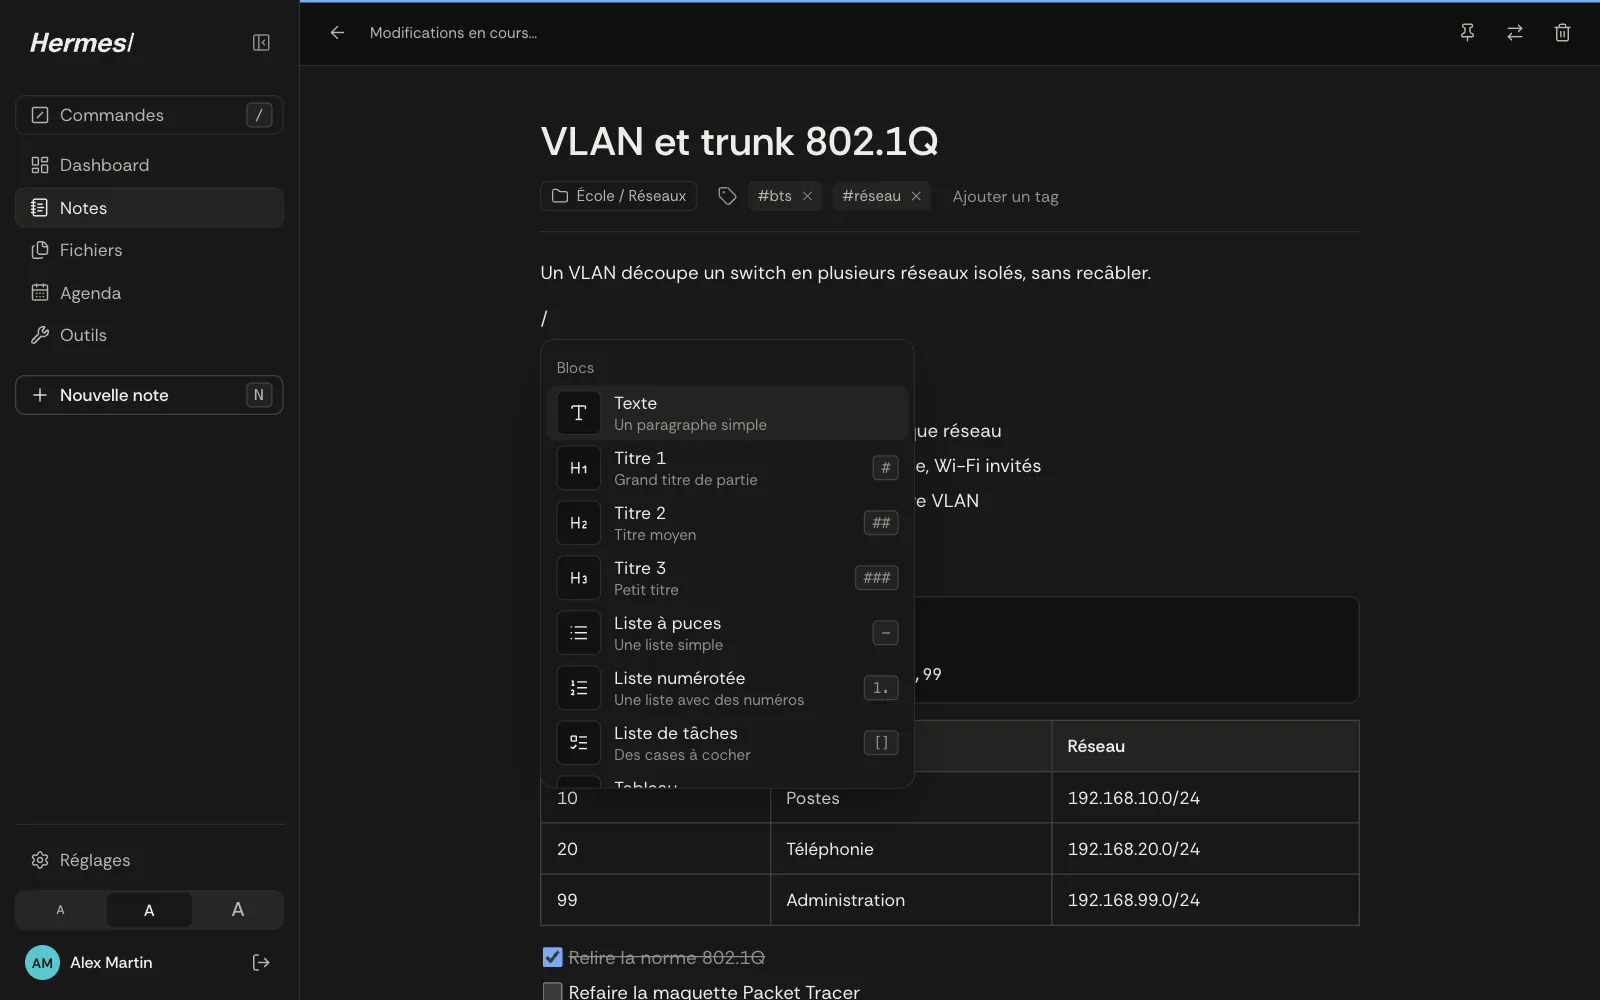 Hermes/
Commandes /
Dashboard
Notes
Fichiers
Agenda
Outils
Nouvelle note N
Réglages
A A A
AM Alex Martin
Modifications en cours...
VLAN et trunk 802.1Q
École / Réseaux #bts #réseau Ajouter un tag
Un VLAN découpe un switch en plusieurs réseaux isolés, sans recâbler.
/
Blocs
Texte
Un paragraphe simple
Titre 1
Grand titre de partie #
Titre 2
Titre moyen ##
Titre 3
Petit titre ###
Liste à puces
Une liste simple -
Liste numérotée
Une liste avec des numéros 1.
Liste de tâches
Des cases à cocher []
Tableau
que réseau
e, Wi-Fi invités
e VLAN
,99
Réseau
10 Postes 192.168.10.0/24
20 Téléphonie 192.168.20.0/24
99 Administration 192.168.99.0/24
Relire la norme 802.1Q
Refaire la maquette Packet Tracer